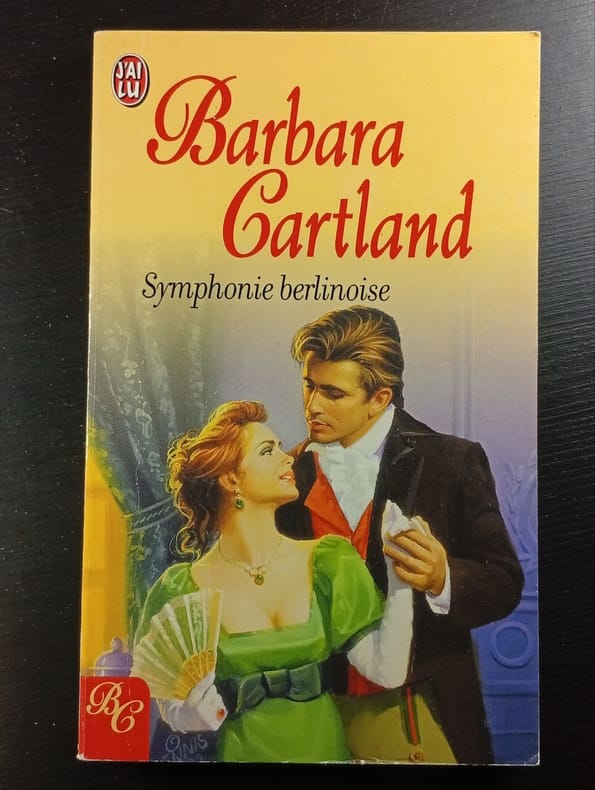 J'AI
LU
Barbara
Cartland
Symphonie berlinoise
BC